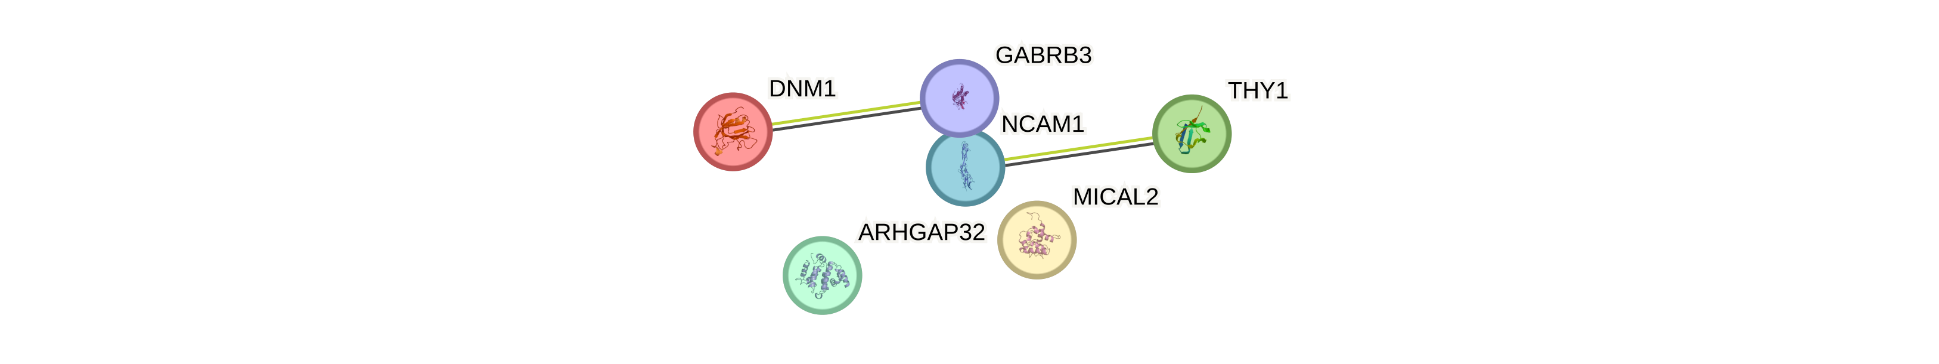 GABRB3
DNM1
THY1
NCAM1
MICAL2
ARHGAP32